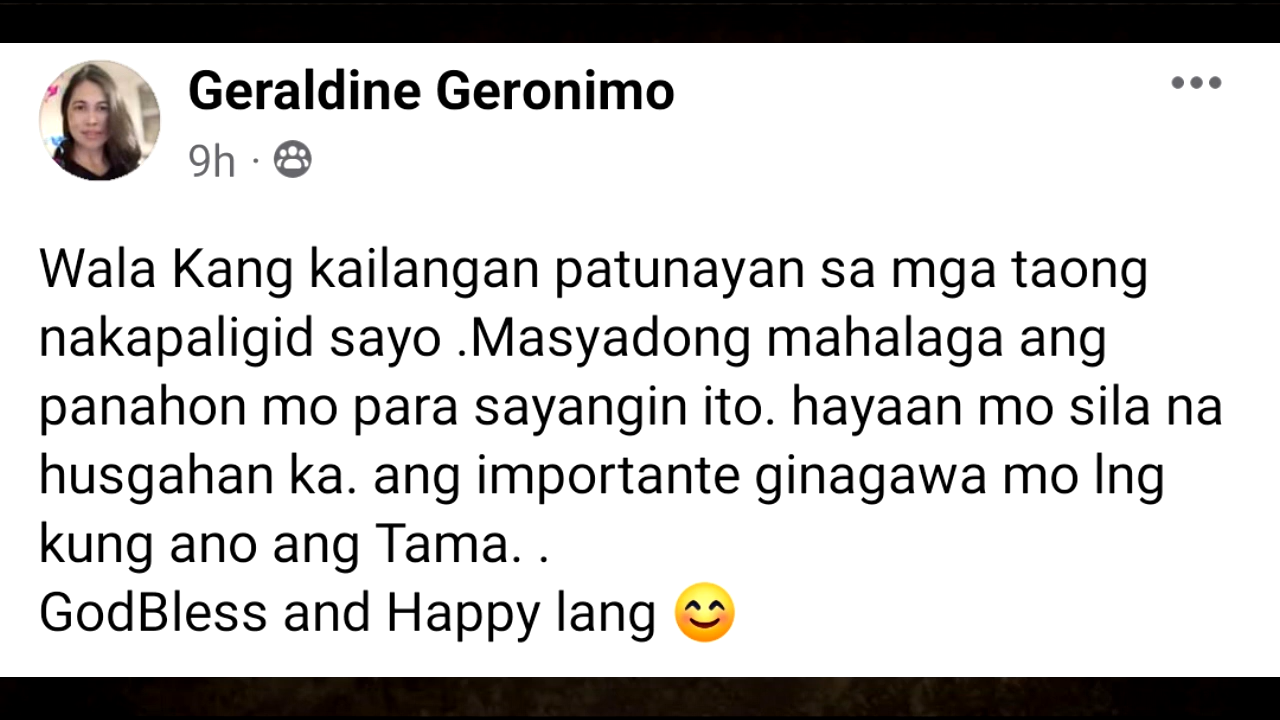 Geraldine Geronimo
9h ·
Wala Kang kailangan patunayan sa mga taong
nakapaligid sayo .Masyadong mahalaga ang
panahon mo para sayangin ito. hayaan mo sila na
husgahan ka. ang importante ginagawa mo lng
kung ano ang Tama. .
GodBless and Happy lang 😊